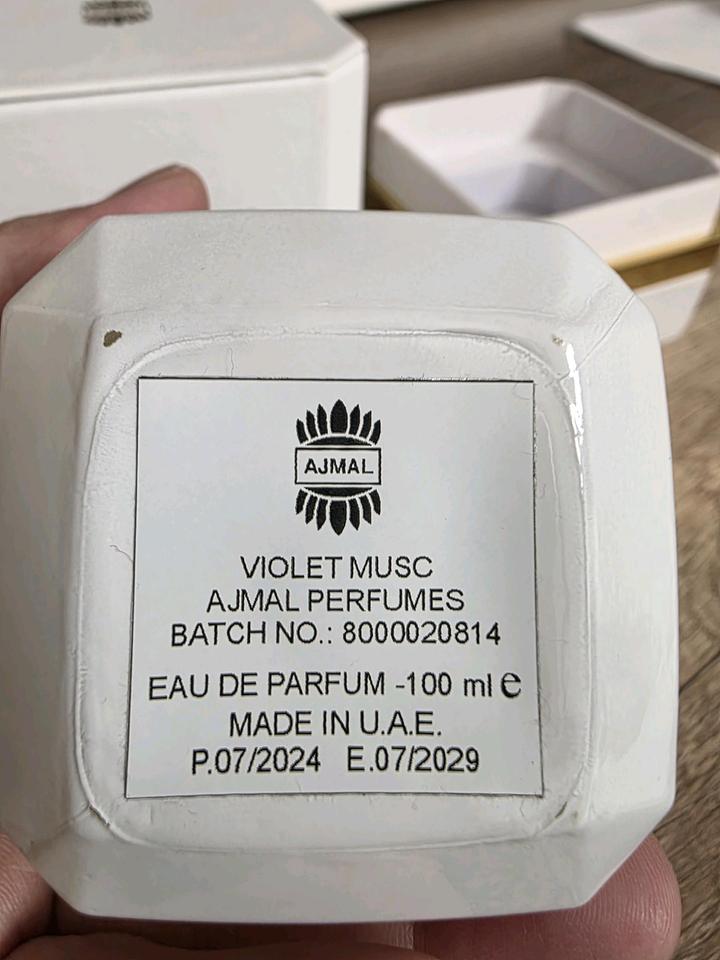 AJMAL
VIOLET MUSC
AJMAL PERFUMES
BATCH NO.: 8000020814
EAU DE PARFUM -100 ml e
MADE IN U.A.E.
P.07/2024 E.07/2029